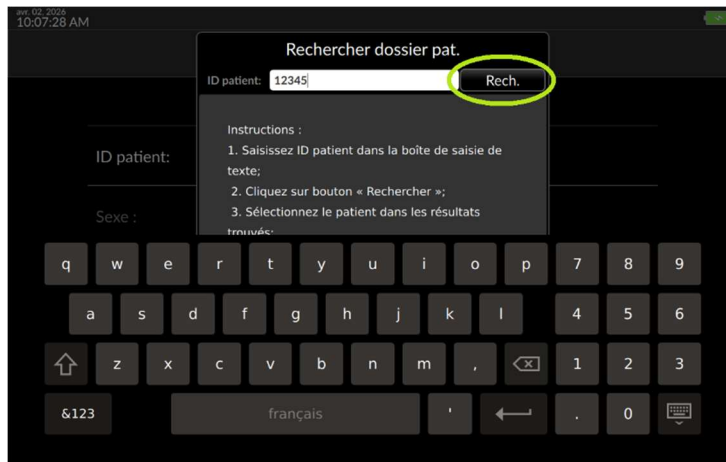 avr. 02, 2026
10:07:28 AM
Rechercher dossier pat.
ID patient: 12345 Rech.
Instructions :
1. Saisissez ID patient dans la boîte de saisie de
texte;
2. Cliquez sur bouton « Rechercher »;
3. Sélectionnez le patient dans les résultats
trouvés;
ID patient:
Sexe :
q w e r t y u i o p 7 8 9
a s d f g h j k l 4 5 6
z x c v b n m , 1 2 3
&123 français ' . 0